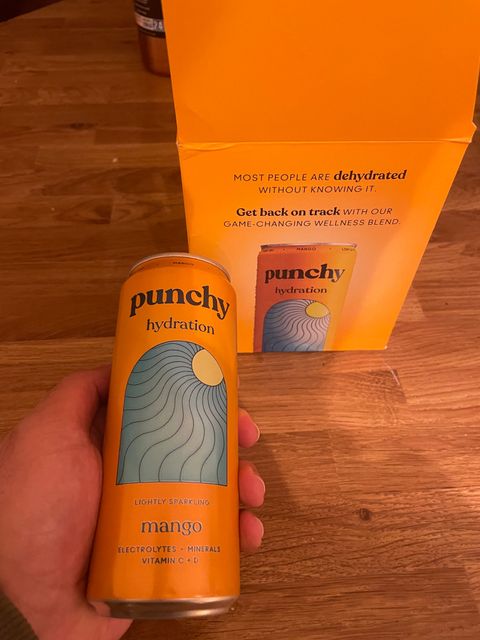 MOST PEOPLE ARE dehydrated
WITHOUT KNOWING IT.
Get back on track WITH OUR
GAME-CHANGING WELLNESS BLEND.
MANGO
punchy
hydration
MANGO
punchy
hydration
LIGHTLY SPARKLING
mango
ELECTROLYTES + MINERALS
VITAMIN C + D